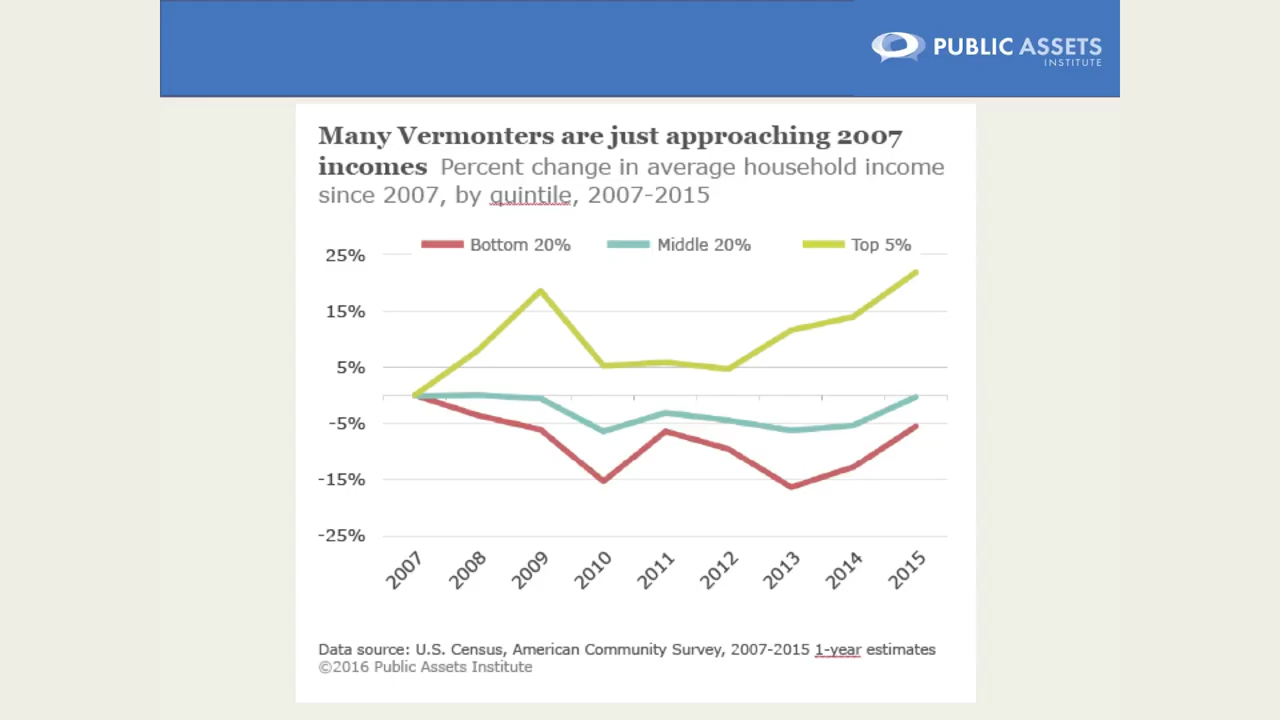 PUBLIC ASSETS
INSTITUTE
Many Vermonters are just approaching 2007
incomes Percent change in average household income
since 2007, by quintile, 2007-2015
Bottom 20% Middle 20% Top 5%
25%
15%
5%
-5%
-15%
-25%
2007 2008 2009 2010 2011 2012 2013 2014 2015
Data source: U.S. Census, American Community Survey, 2007-2015 1-year estimates
©2016 Public Assets Institute